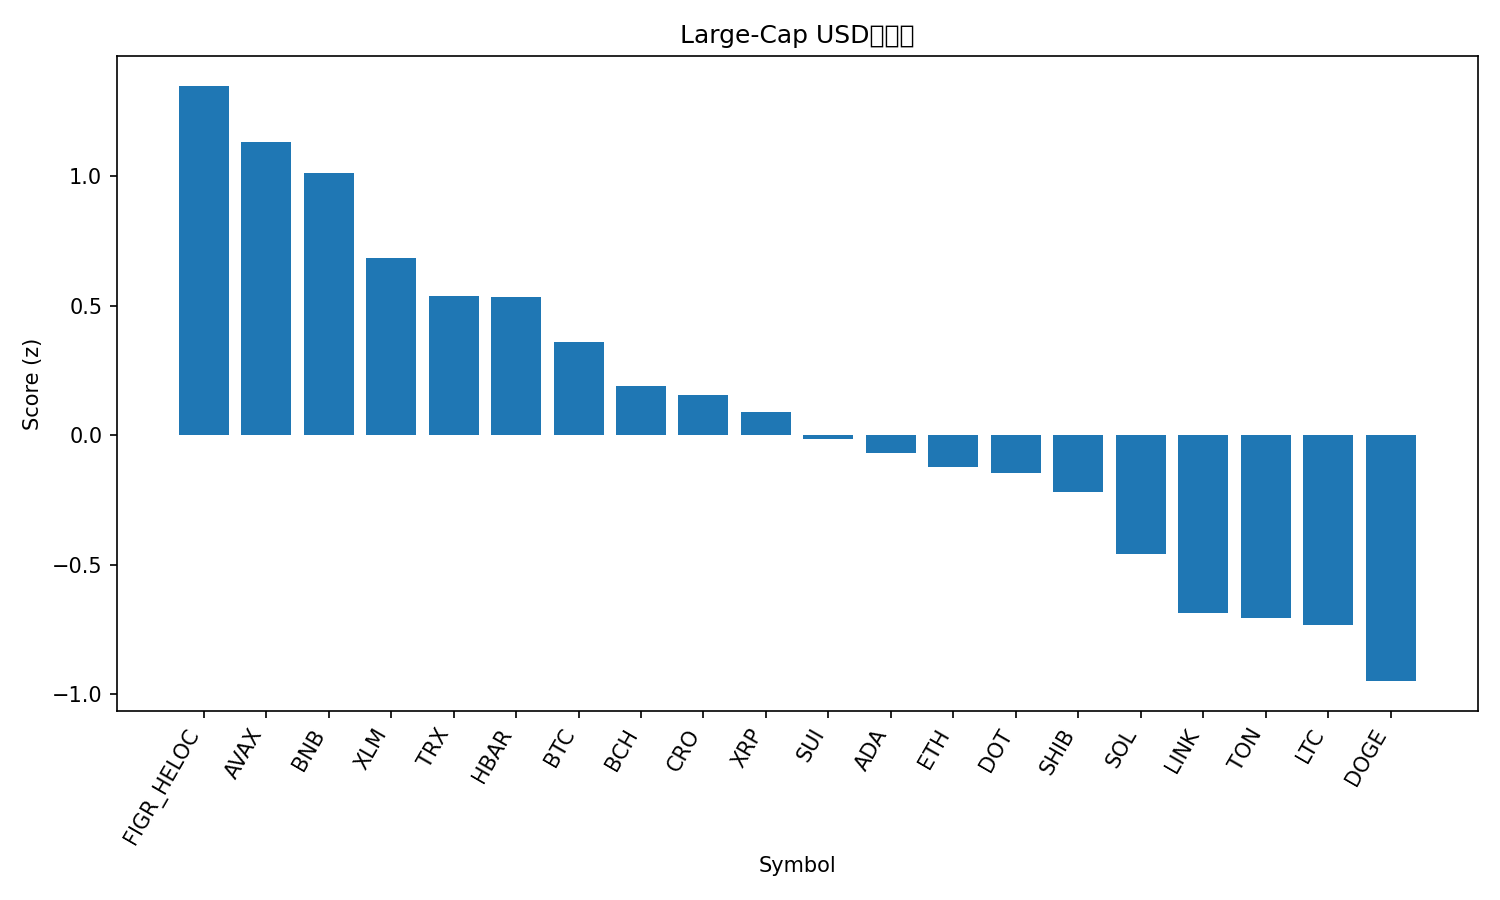 Large-Cap USD
Score (z)
1.0
0.5
0.0
−0.5
−1.0
FIGR_HELOC
AVAX
BNB
XLM
TRX
HBAR
BTC
BCH
CRO
XRP
SUI
ADA
ETH
DOT
SHIB
SOL
LINK
TON
LTC
DOGE
Symbol